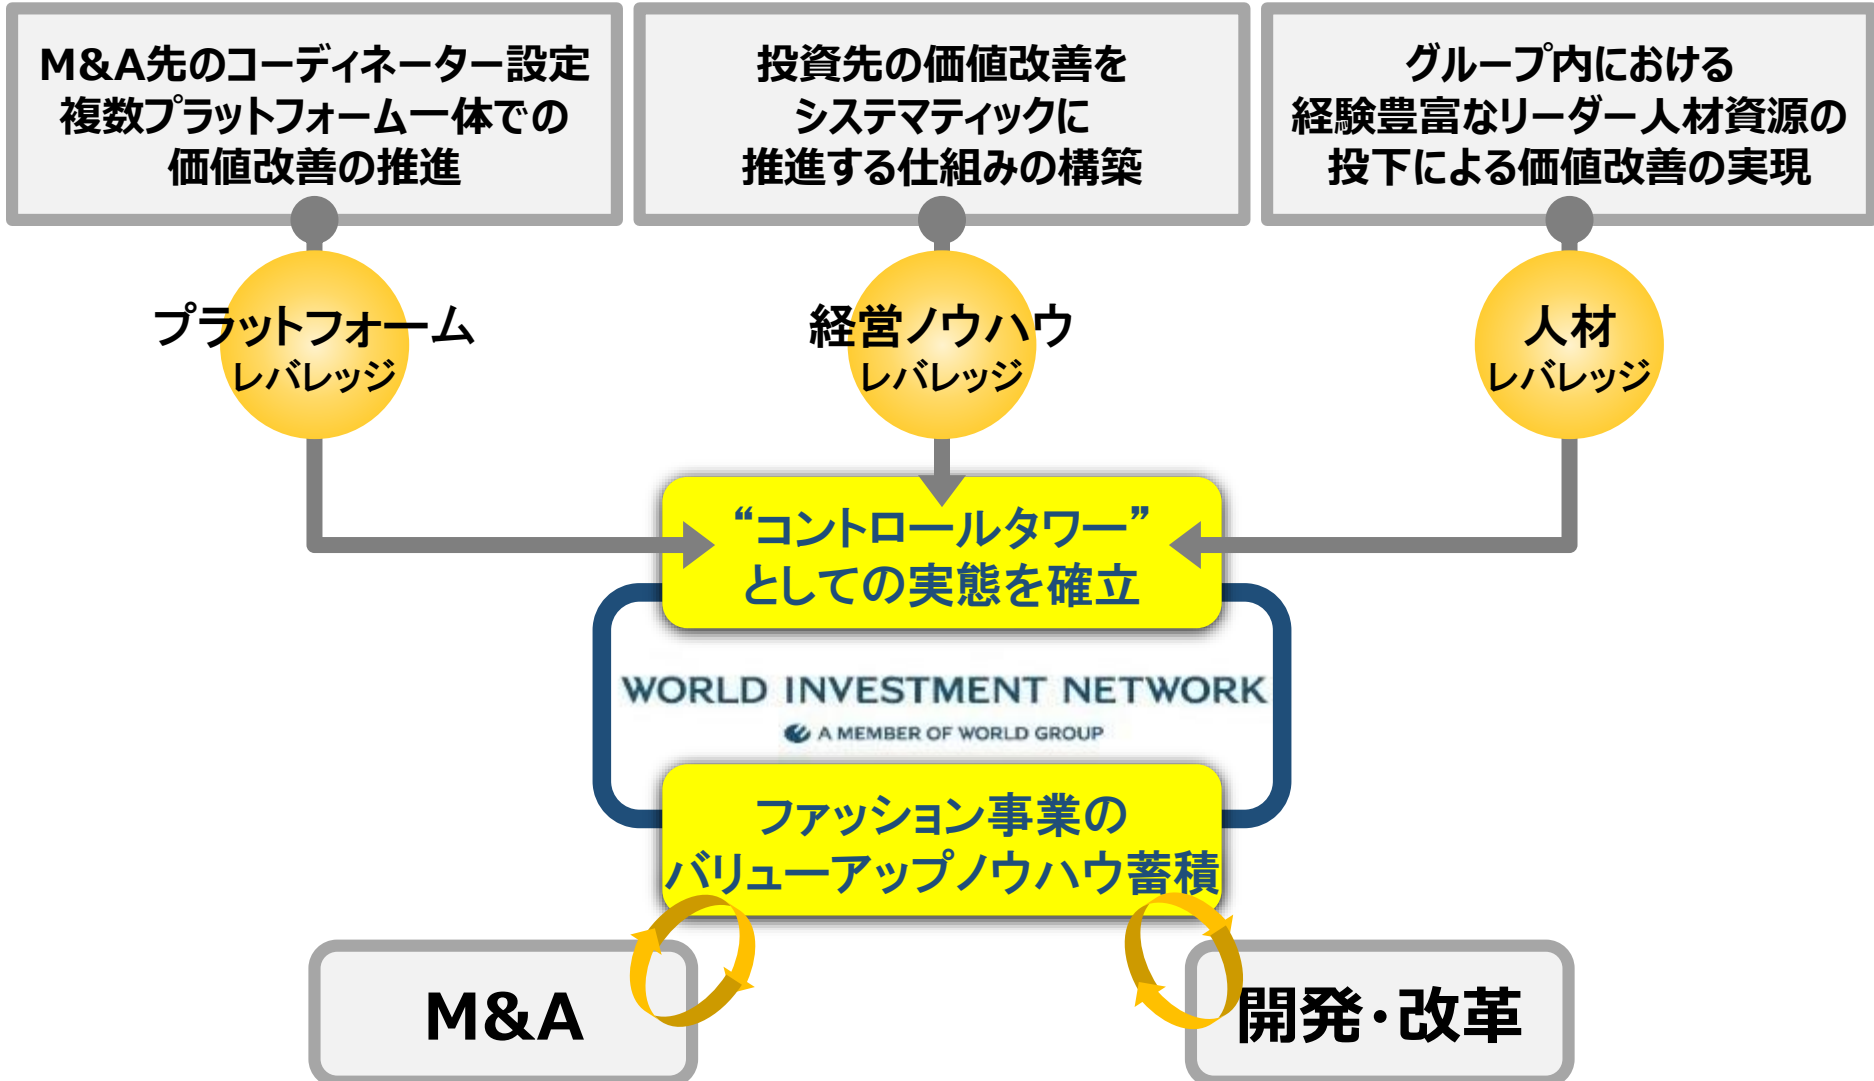 M&A先のコーディネーター設定
複数プラットフォーム一体での
価値改善の推進
投資先の価値改善を
システマティックに
推進する仕組みの構築
グループ内における
経験豊富なリーダー人材資源の
投下による価値改善の実現
プラットフォーム
レバレッジ
経営ノウハウ
レバレッジ
人材
レバレッジ
“コントロールタワー”
としての実態を確立
WORLD INVESTMENT NETWORK
A MEMBER OF WORLD GROUP
ファッション事業の
バリューアップノウハウ蓄積
M&A
開発・改革